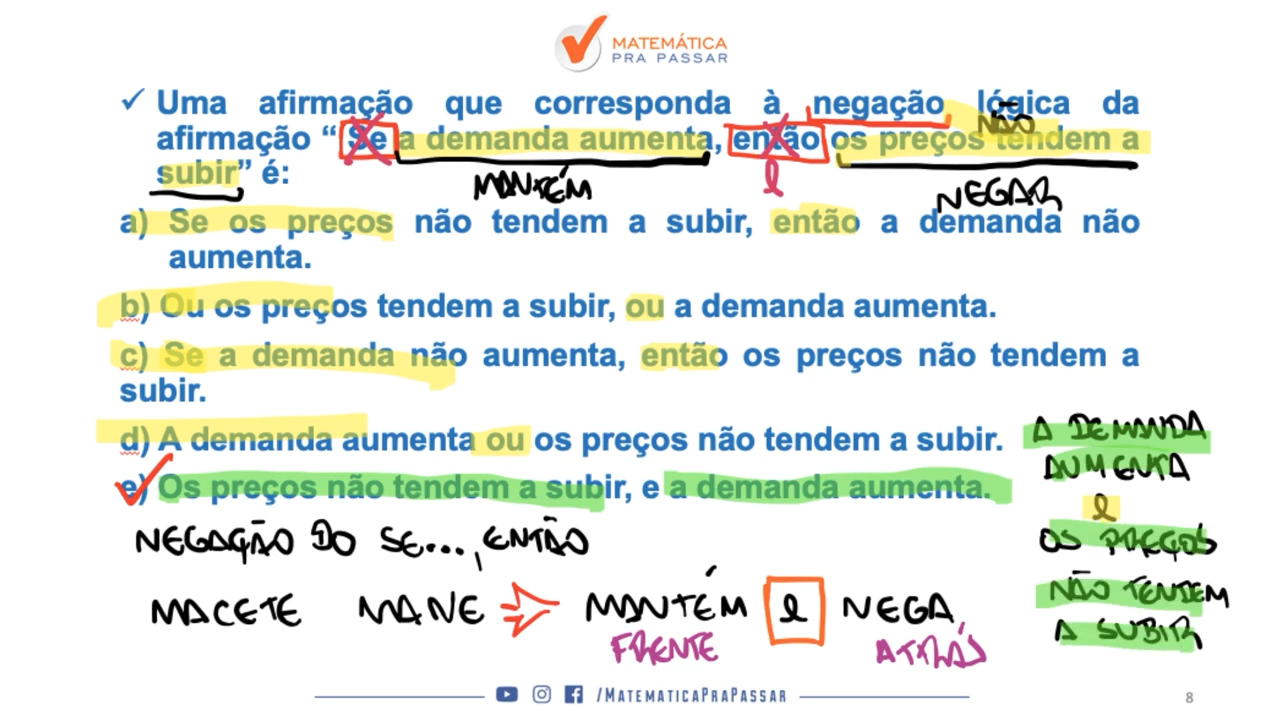 MATEMÁTICA
PRA PASSAR
✓ Uma afirmação que corresponda à negação lógica da
NÃO
afirmação “ Se a demanda aumenta, então os preços tendem a
subir” é:
MANTÉM
e
NEGAR
a) Se os preços não tendem a subir, então a demanda não
aumenta.
b) Ou os preços tendem a subir, ou a demanda aumenta.
c) Se a demanda não aumenta, então os preços não tendem a
subir.
d) A demanda aumenta ou os preços não tendem a subir.
e) Os preços não tendem a subir, e a demanda aumenta.
A DEMANDA
AUMENTA
e
OS PREÇOS
NÃO TENDEM
A SUBIR
NEGAÇÃO DO SE..., ENTÃO
MACETE MANE ⇒ MANTÉM e NEGA
FRENTE ATRÁS
/MATEMATICAPRAPASSAR
8